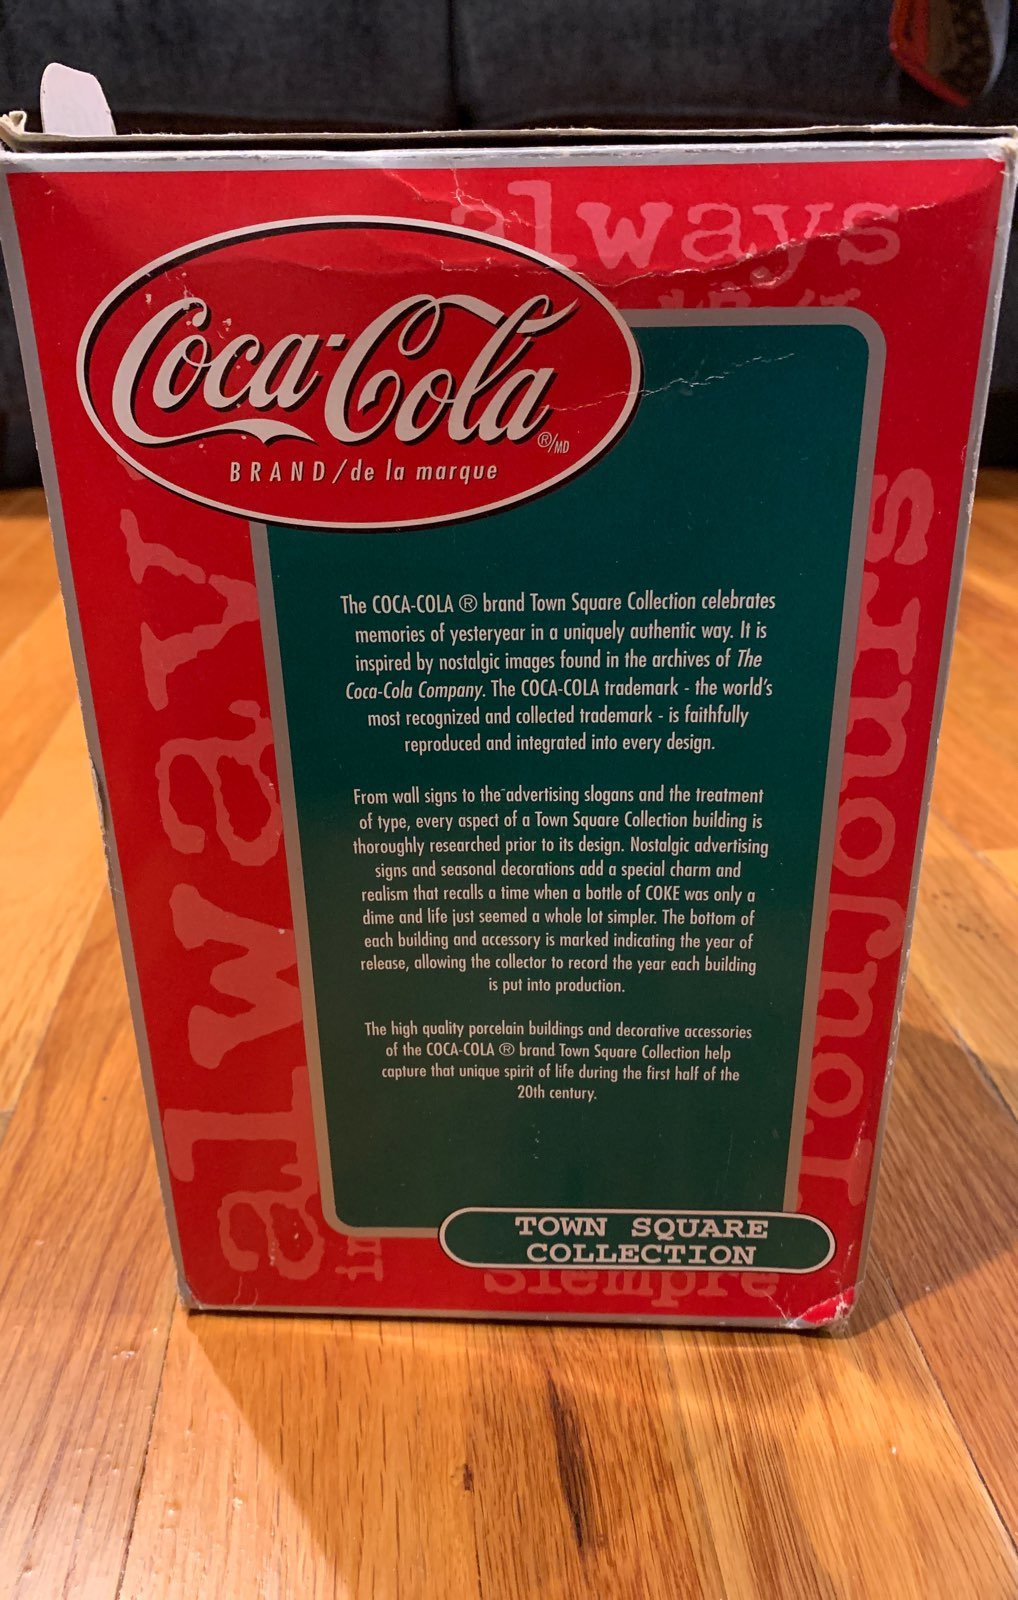 always
Coca-Cola ®/MD
BRAND/de la marque
The COCA-COLA ® brand Town Square Collection celebrates
memories of yesteryear in a uniquely authentic way. It is
inspired by nostalgic images found in the archives of The
Coca-Cola Company. The COCA-COLA trademark - the world's
most recognized and collected trademark - is faithfully
reproduced and integrated into every design.
From wall signs to the advertising slogans and the treatment
of type, every aspect of a Town Square Collection building is
thoroughly researched prior to its design. Nostalgic advertising
signs and seasonal decorations add a special charm and
realism that recalls a time when a bottle of COKE was only a
dime and life just seemed a whole lot simpler. The bottom of
each building and accessory is marked indicating the year of
release, allowing the collector to record the year each building
is put into production.
The high quality porcelain buildings and decorative accessories
of the COCA-COLA ® brand Town Square Collection help
capture that unique spirit of life during the first half of the
20th century.
TOWN SQUARE
COLLECTION
Siempre
always
Toujours